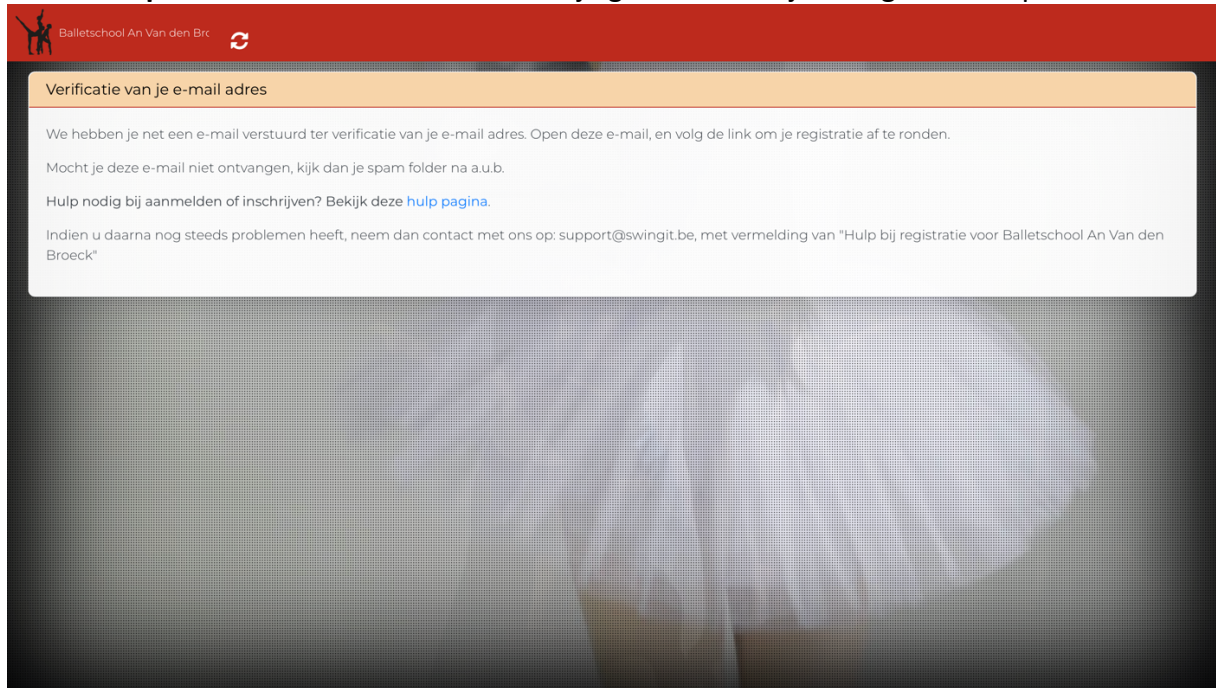 Balletschool An Van den Brc
Verificatie van je e-mail adres
We hebben je net een e-mail verstuurd ter verificatie van je e-mail adres. Open deze e-mail, en volg de link om je registratie af te ronden.
Mocht je deze e-mail niet ontvangen, kijk dan je spam folder na a.u.b.
Hulp nodig bij aanmelden of inschrijven? Bekijk deze hulp pagina.
Indien u daarna nog steeds problemen heeft, neem dan contact met ons op: support@swingit.be, met vermelding van "Hulp bij registratie voor Balletschool An Van den
Broeck"